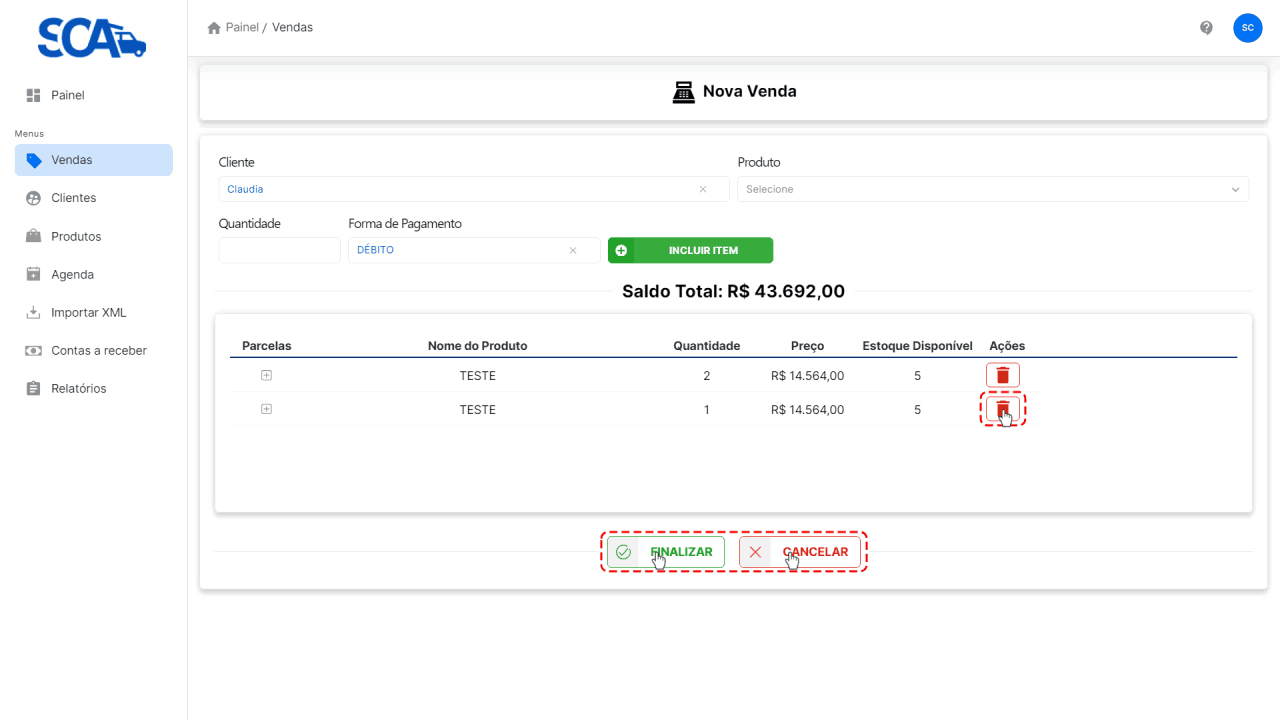 SCA
Painel / Vendas
SC
Painel
Menus
Vendas
Clientes
Produtos
Agenda
Importar XML
Contas a receber
Relatórios
Nova Venda
Cliente
Produto
Claudia
Selecione
Quantidade
Forma de Pagamento
DÉBITO
INCLUIR ITEM
Saldo Total: R$ 43.692,00
Parcelas Nome do Produto Quantidade Preço Estoque Disponível Ações
TESTE 2 R$ 14.564,00 5
TESTE 1 R$ 14.564,00 5
FINALIZAR
CANCELAR